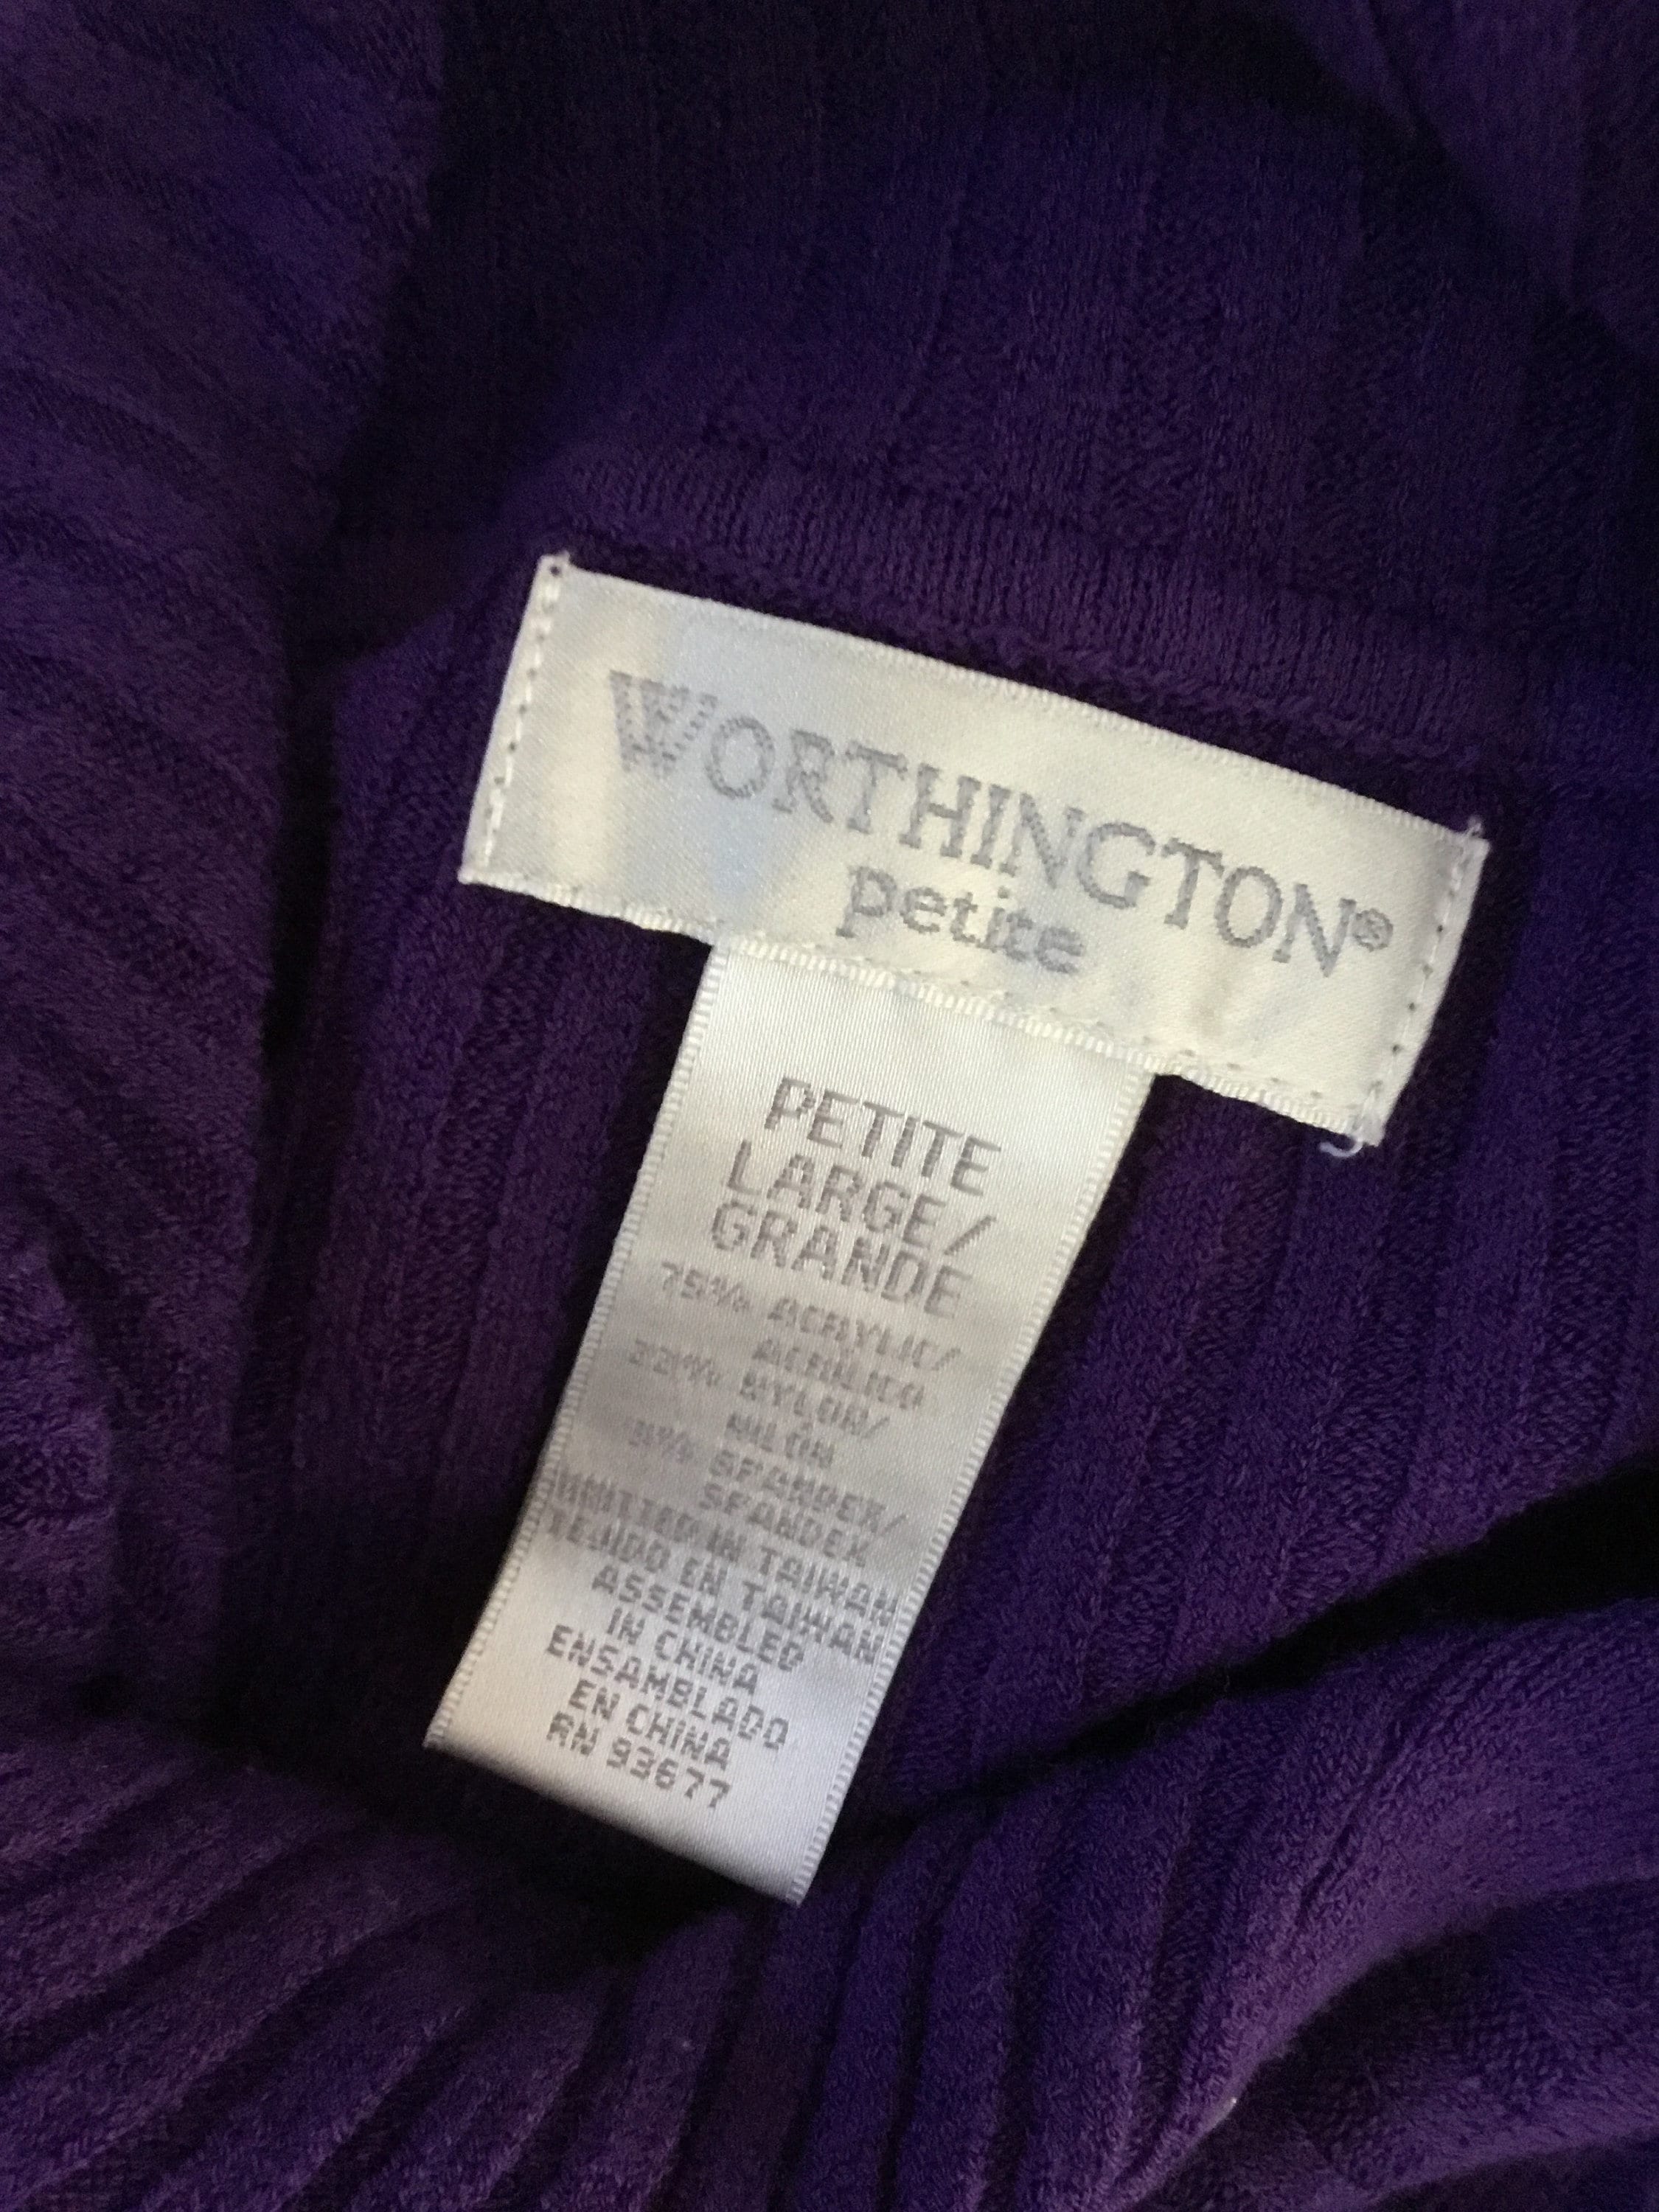 WORTHINGTON®
petite
PETITE
LARGE/
GRANDE
75% ACRYLIC/
ACRILICO
22% NYLON/
NILON
3% SPANDEX/
SPANDEX
KNITTED IN TAIWAN
TEJIDO EN TAIWAN
ASSEMBLED
IN CHINA
ENSAMBLADO
EN CHINA
RN 93677